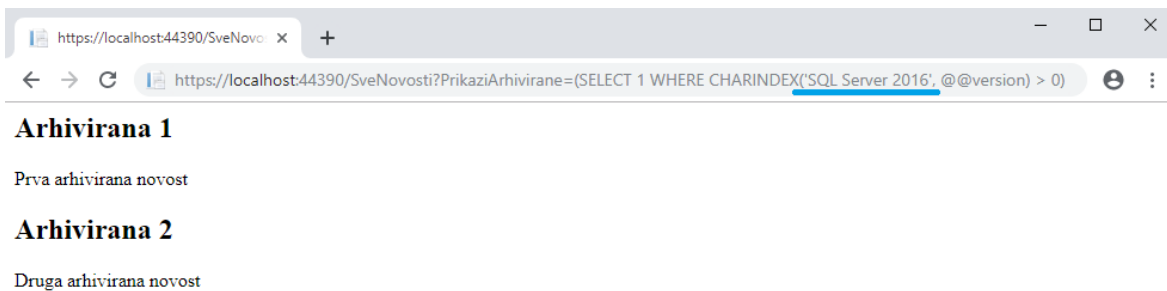 https://localhost:44390/SveNovo
https://localhost:44390/SveNovosti?PrikaziArhivirane=(SELECT 1 WHERE CHARINDEX('SQL Server 2016', @@version) > 0)
Arhivirana 1
Prva arhivirana novost
Arhivirana 2
Druga arhivirana novost